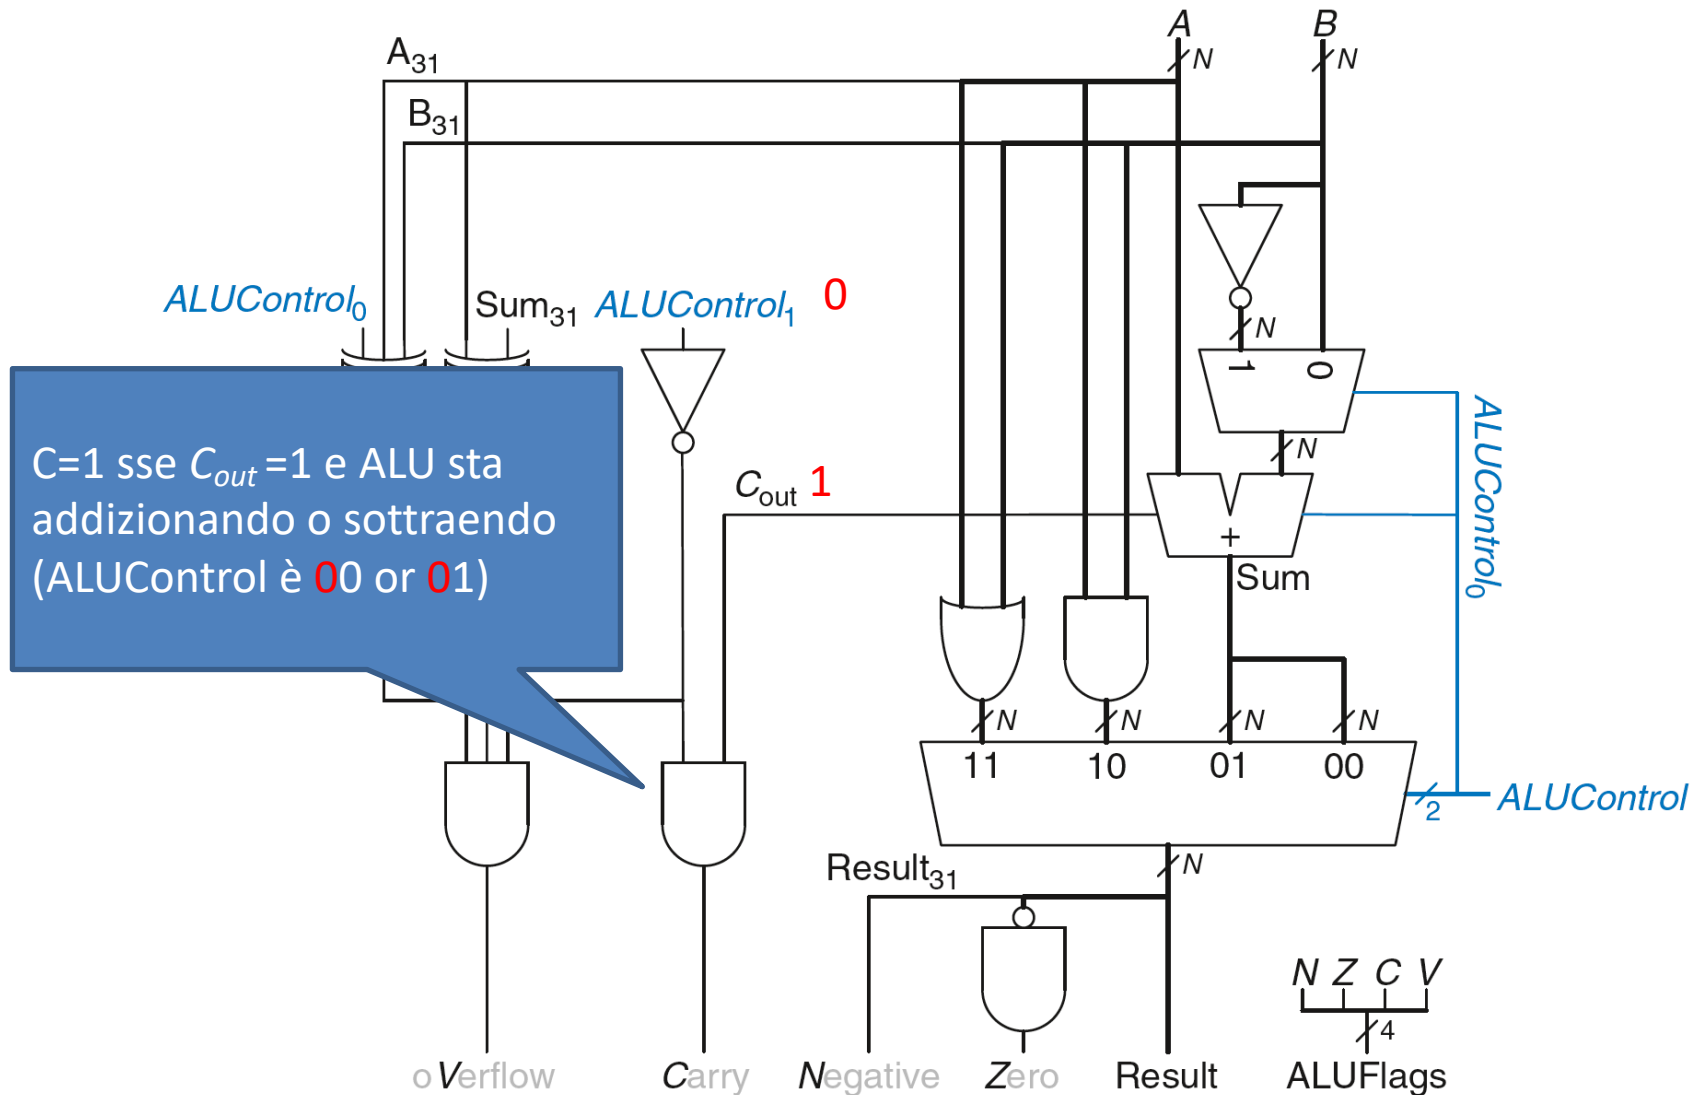 A B
A31 N N
B31
ALUControl0 Sum31 ALUControl1 0
N
1 0
ALUControl0
N
C=1 sse Cout =1 e ALU sta
addizionando o sottraendo
(ALUControl è 00 or 01)
Cout 1
+
Sum
N N N N
11 10 01 00
2 ALUControl
Result31 N
N Z C V
4
oVerflow Carry Negative Zero Result ALUFlags